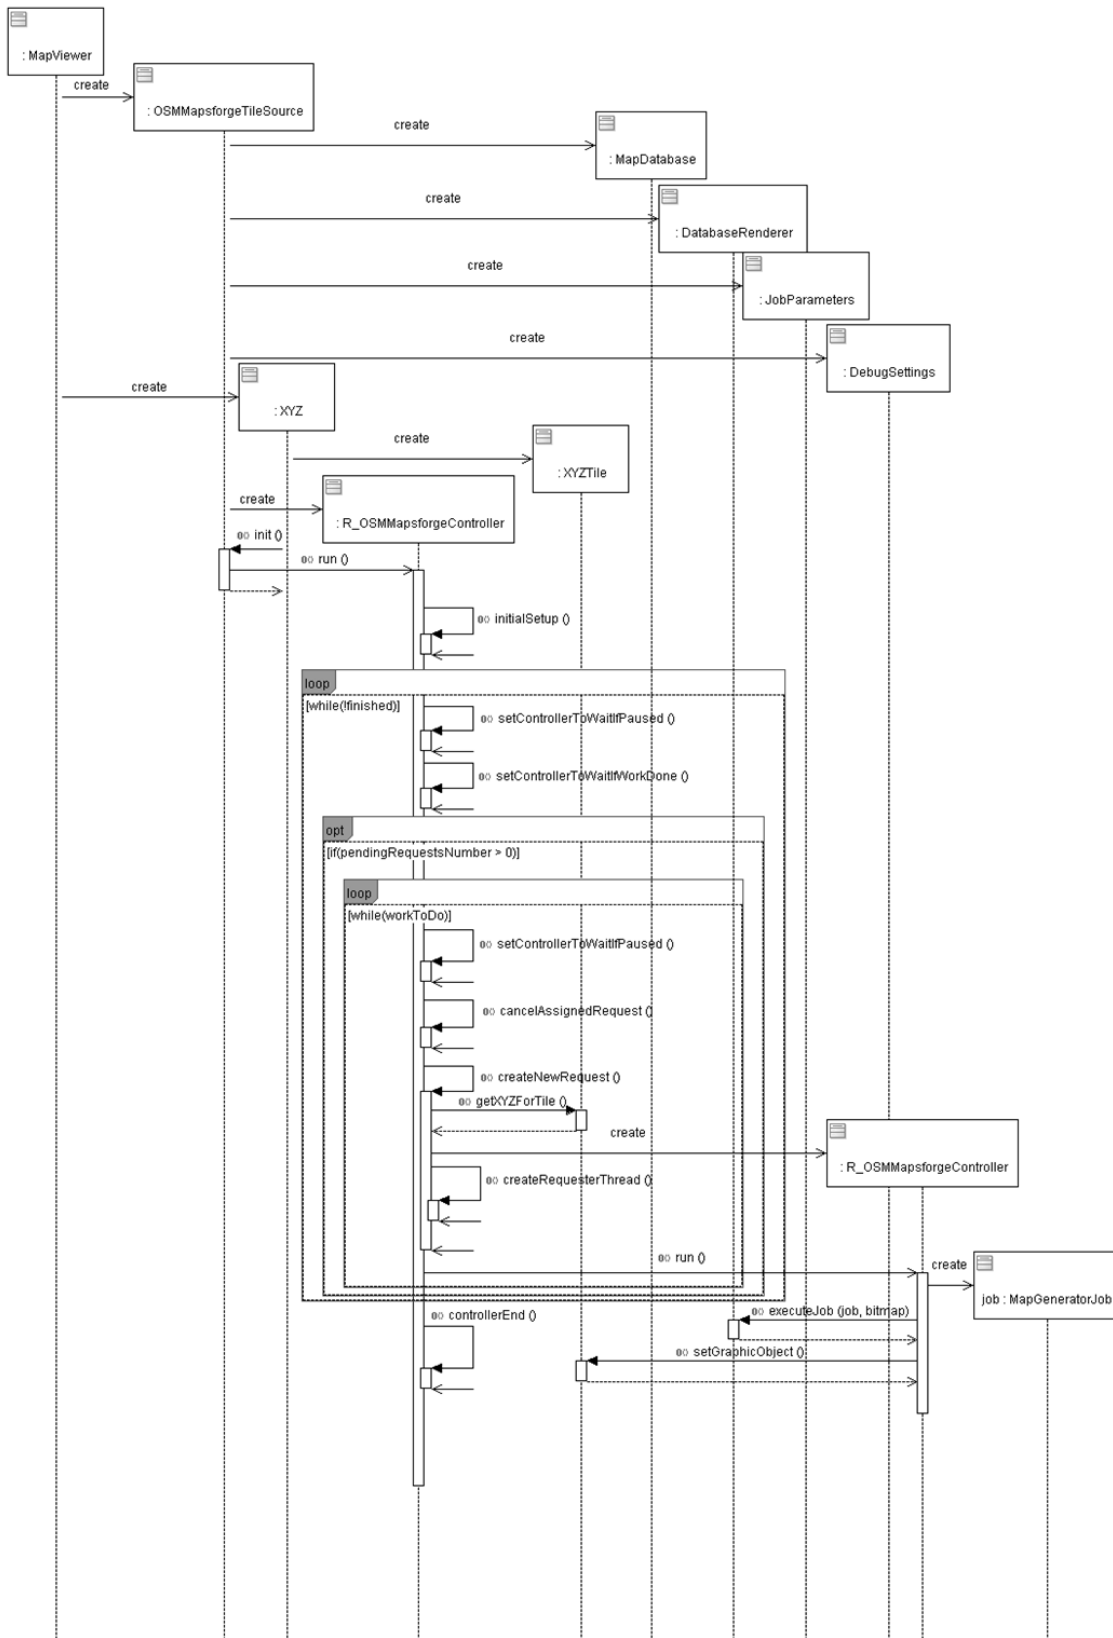 : MapViewer
create
: OSMMapsforgeTileSource
create
: MapDatabase
create
: DatabaseRenderer
create
: JobParameters
create
: DebugSettings
create
: XYZ
create
: XYZTile
create
: R_OSMMapsforgeController
init ()
run ()
initialSetup ()
loop
[while(!finished)]
setControllerToWaitIfPaused ()
setControllerToWaitIfWorkDone ()
opt
[if(pendingRequestsNumber > 0)]
loop
[while(workToDo)]
setControllerToWaitIfPaused ()
cancelAssignedRequest ()
createNewRequest ()
getXYZForTile ()
create
: R_OSMMapsforgeController
createRequesterThread ()
run ()
create
job : MapGeneratorJob
executeJob (job, bitmap)
controllerEnd ()
setGraphicObject ()